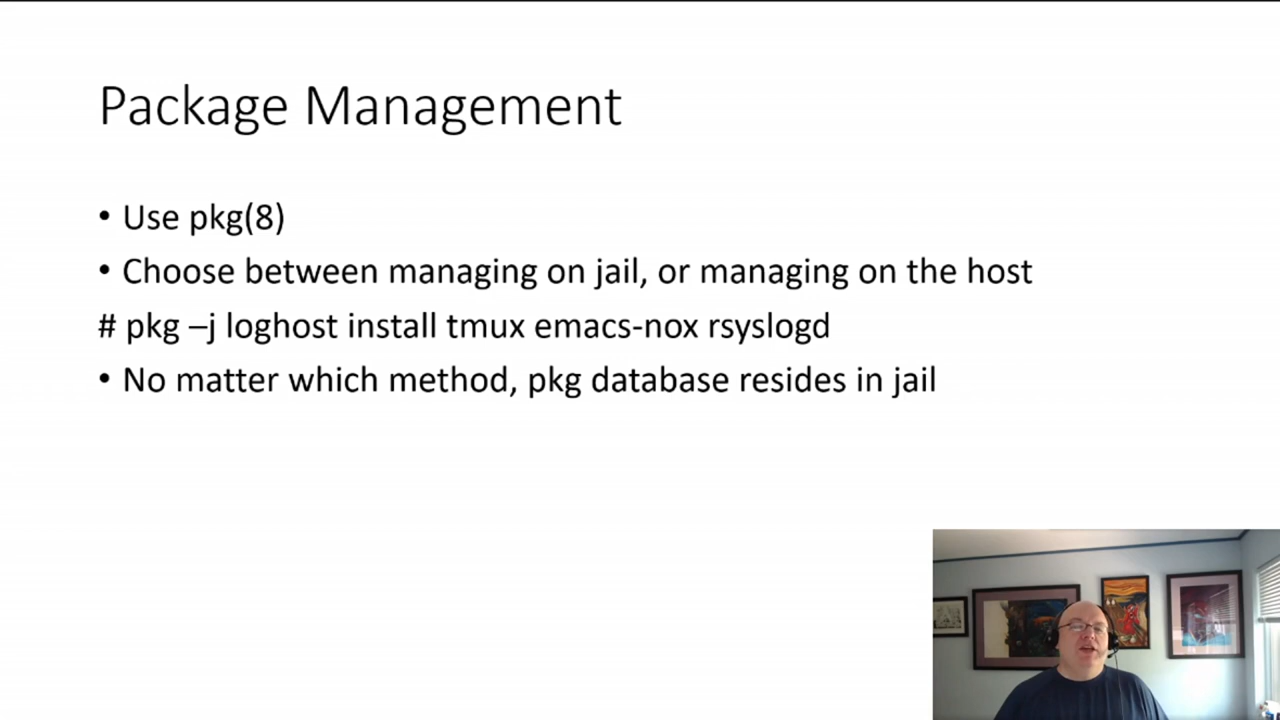 Package Management
• Use pkg(8)
• Choose between managing on jail, or managing on the host
# pkg –j loghost install tmux emacs-nox rsyslogd
• No matter which method, pkg database resides in jail